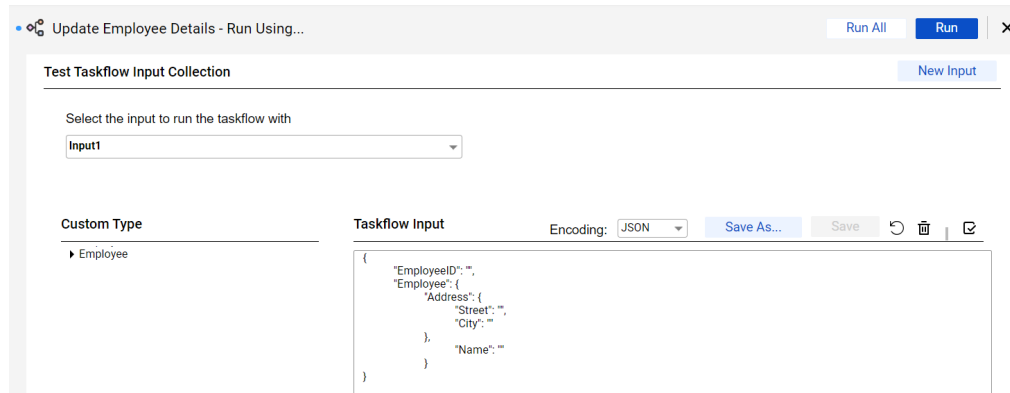 Update Employee Details - Run Using...
Run All
Run
Test Taskflow Input Collection
New Input
Select the input to run the taskflow with
Input1
Custom Type
Employee
Taskflow Input
Encoding:
JSON
Save As...
Save
{
"EmployeeID": "",
"Employee": {
"Address": {
"Street": "",
"City": ""
},
"Name": ""
}
}